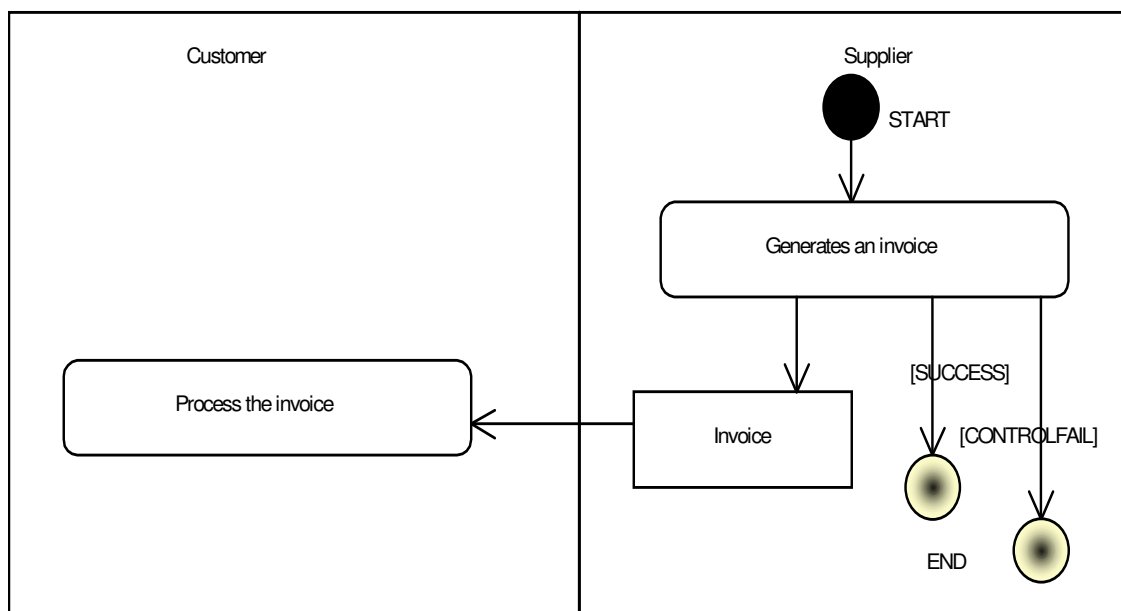 Customer
Supplier
START
Generates an invoice
[SUCCESS]
Process the invoice
Invoice
[CONTROLFAIL]
END